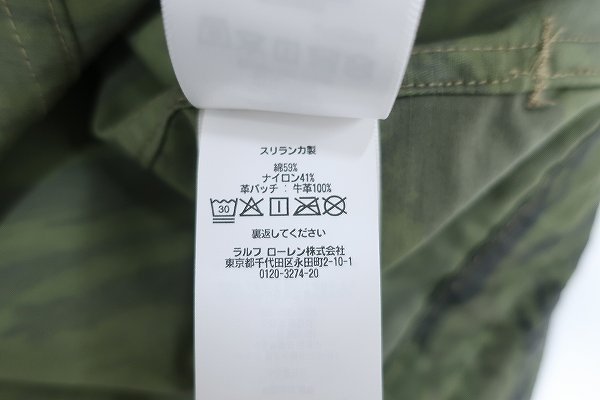 スリランカ製
綿59%
ナイロン41%
革パッチ : 牛革100%
30
裏返してください
ラルフ ローレン株式会社
東京都千代田区永田町2-10-1
0120-3274-20